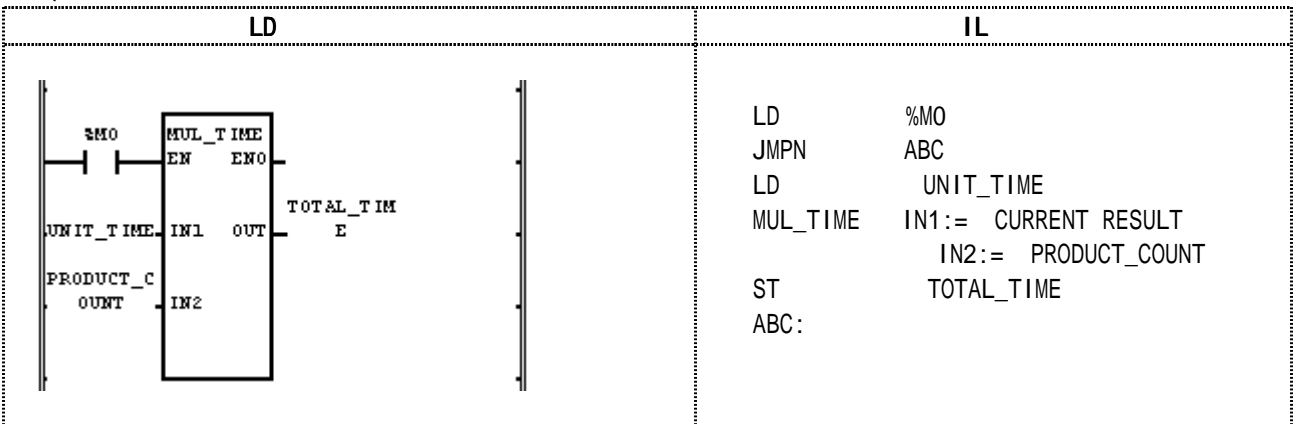 LD
IL
%M0
MUL_TIME
EN ENO
TOTAL_TIM
UNIT_TIME IN1 OUT E
PRODUCT_C
OUNT IN2
LD %M0
JMPN ABC
LD UNIT_TIME
MUL_TIME IN1:= CURRENT RESULT
IN2:= PRODUCT_COUNT
ST TOTAL_TIME
ABC: